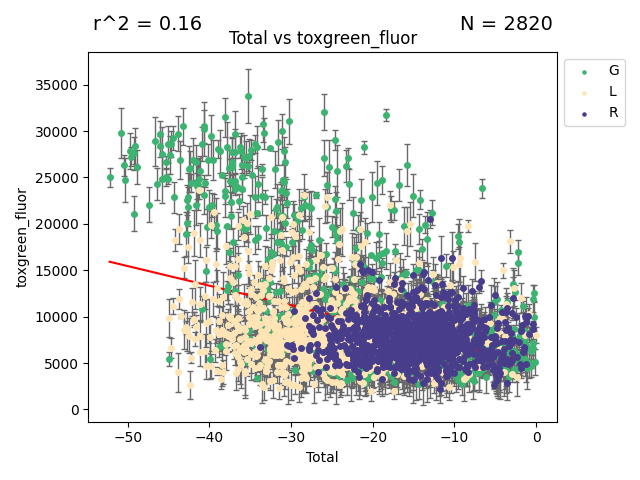 r^2 = 0.16 N = 2820
Total vs toxgreen_fluor
35000
30000
25000
20000
15000
10000
5000
0
toxgreen_fluor
−50 −40 −30 −20 −10 0
Total
G
L
R